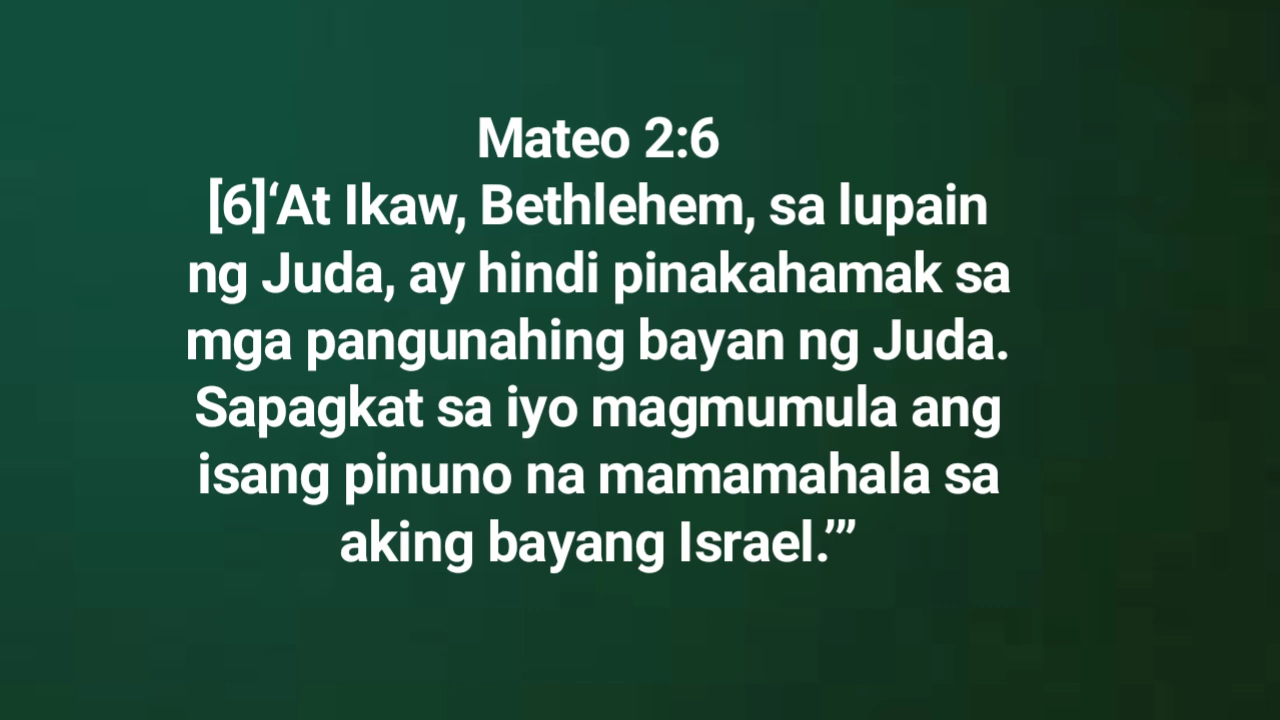 Mateo 2:6
[6]‘At Ikaw, Bethlehem, sa lupain
ng Juda, ay hindi pinakahamak sa
mga pangunahing bayan ng Juda.
Sapagkat sa iyo magmumula ang
isang pinuno na mamamahala sa
aking bayang Israel.’”